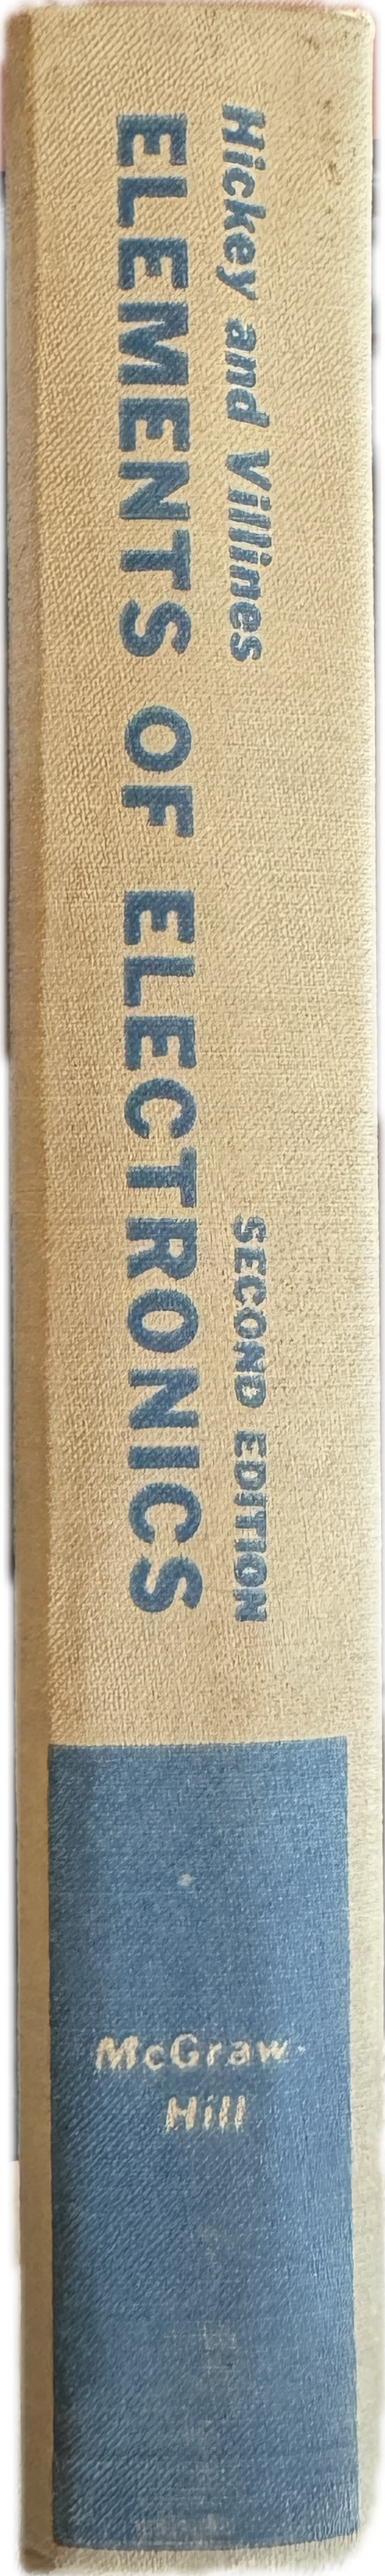 Hickey and Villines
SECOND EDITION
ELEMENTS OF ELECTRONICS
McGraw-
Hill